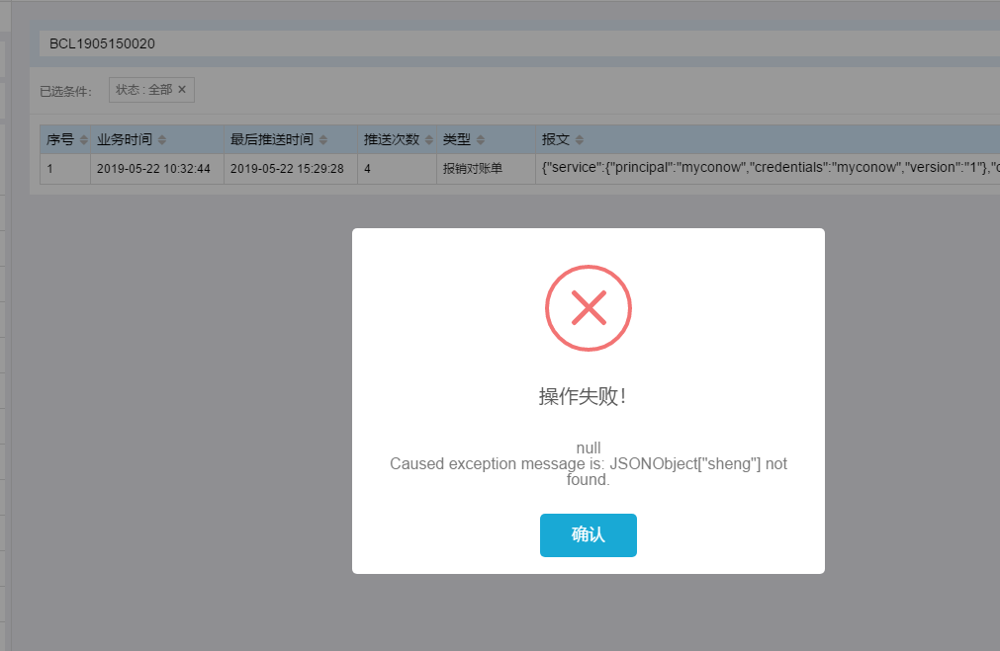 BCL1905150020
已选条件:
状态 : 全部 ×
序号 业务时间 最后推送时间 推送次数 类型 报文
1 2019-05-22 10:32:44 2019-05-22 15:29:28 4 报销对账单 {"service":{"principal":"myconow","credentials":"myconow","version":"1"},"
操作失败!
null
Caused exception message is: JSONObject["sheng"] not
found.
确认